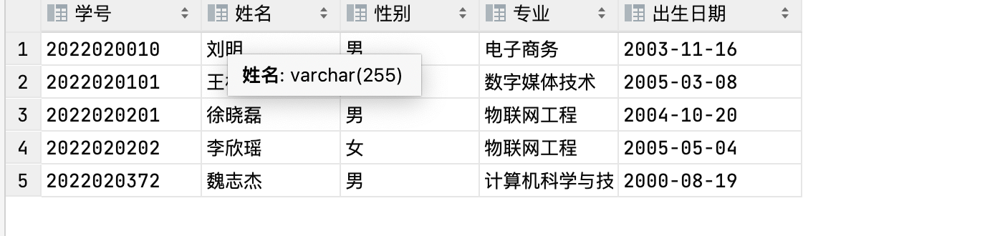 学号 姓名 性别 专业 出生日期
1 2022020010 刘明 男 电子商务 2003-11-16
姓名: varchar(255)
2 2022020101 王 数字媒体技术 2005-03-08
3 2022020201 徐晓磊 男 物联网工程 2004-10-20
4 2022020202 李欣瑶 女 物联网工程 2005-05-04
5 2022020372 魏志杰 男 计算机科学与技 2000-08-19